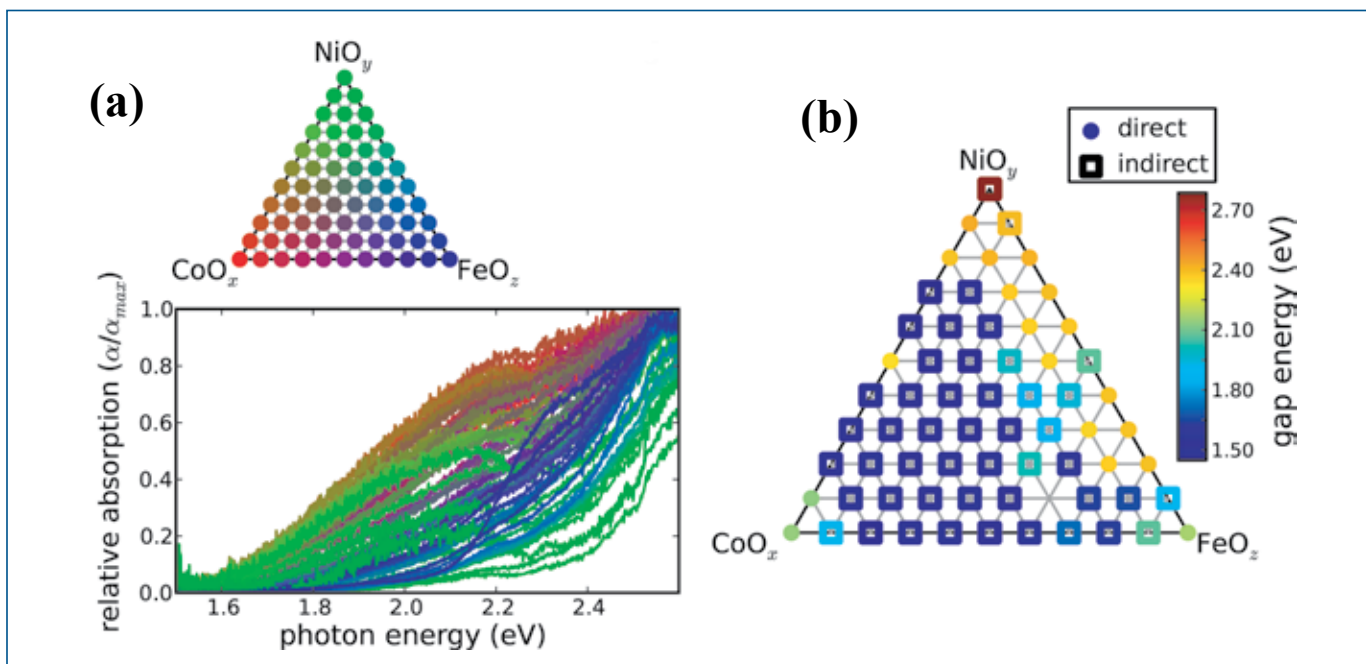 (a)
NiOy
CoOx
FeOz
relative absorption (α/αmax)
1.0
0.8
0.6
0.4
0.2
0.0
1.6
1.8
2.0
2.2
2.4
photon energy (eV)
(b)
direct
indirect
NiOy
CoOx
FeOz
2.70
2.40
2.10
1.80
1.50
gap energy (eV)